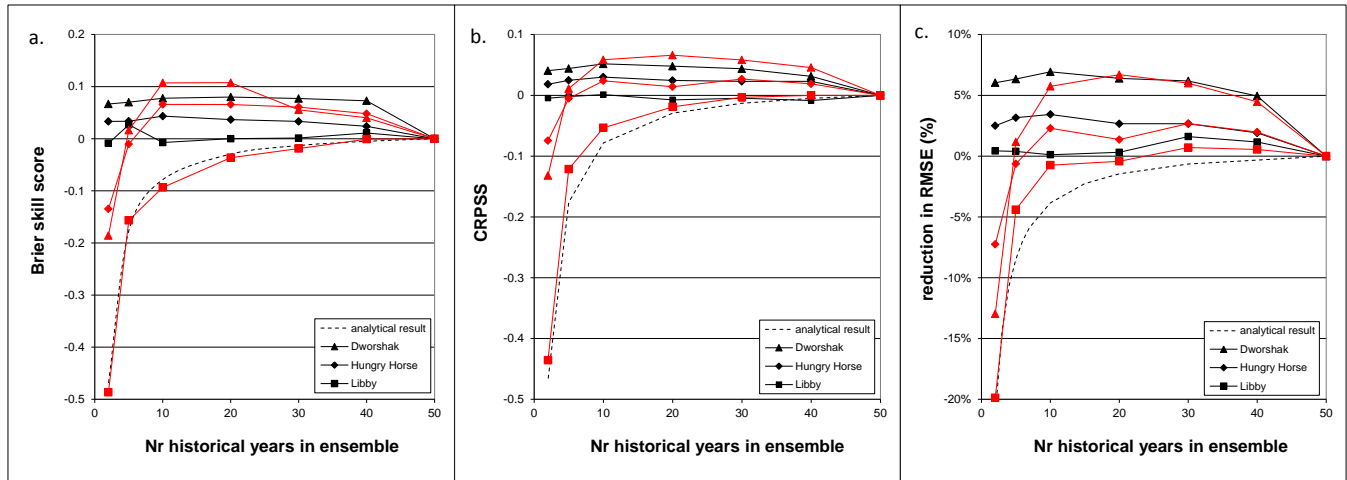 a.
Brier skill score
0.2
0.1
0
-0.1
-0.2
-0.3
-0.4
-0.5
0 10 20 30 40 50
Nr historical years in ensemble
analytical result
Dworshak
Hungry Horse
Libby
b.
CRPSS
0.1
0
-0.1
-0.2
-0.3
-0.4
-0.5
0 10 20 30 40 50
Nr historical years in ensemble
analytical result
Dworshak
Hungry Horse
Libby
c.
reduction in RMSE (%)
10%
5%
0%
-5%
-10%
-15%
-20%
0 10 20 30 40 50
Nr historical years in ensemble
analytical result
Dworshak
Hungry Horse
Libby